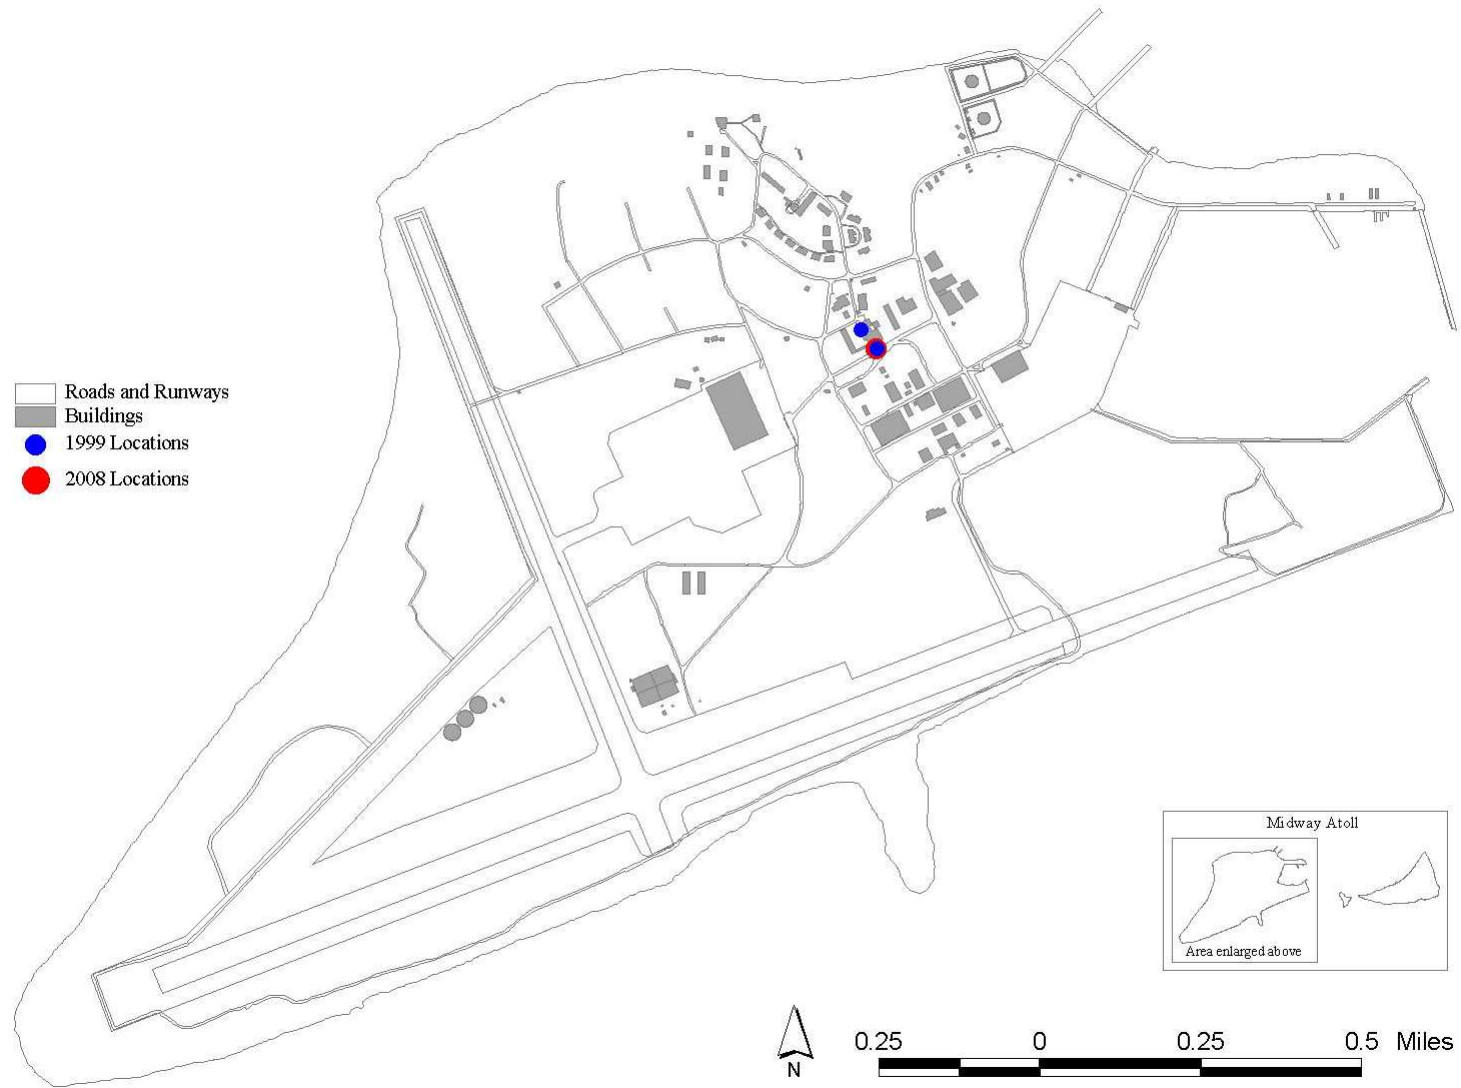 Roads and Runways
Buildings
1999 Locations
2008 Locations
Midway Atoll
Area enlarged above
N
0.25 0 0.25 0.5 Miles